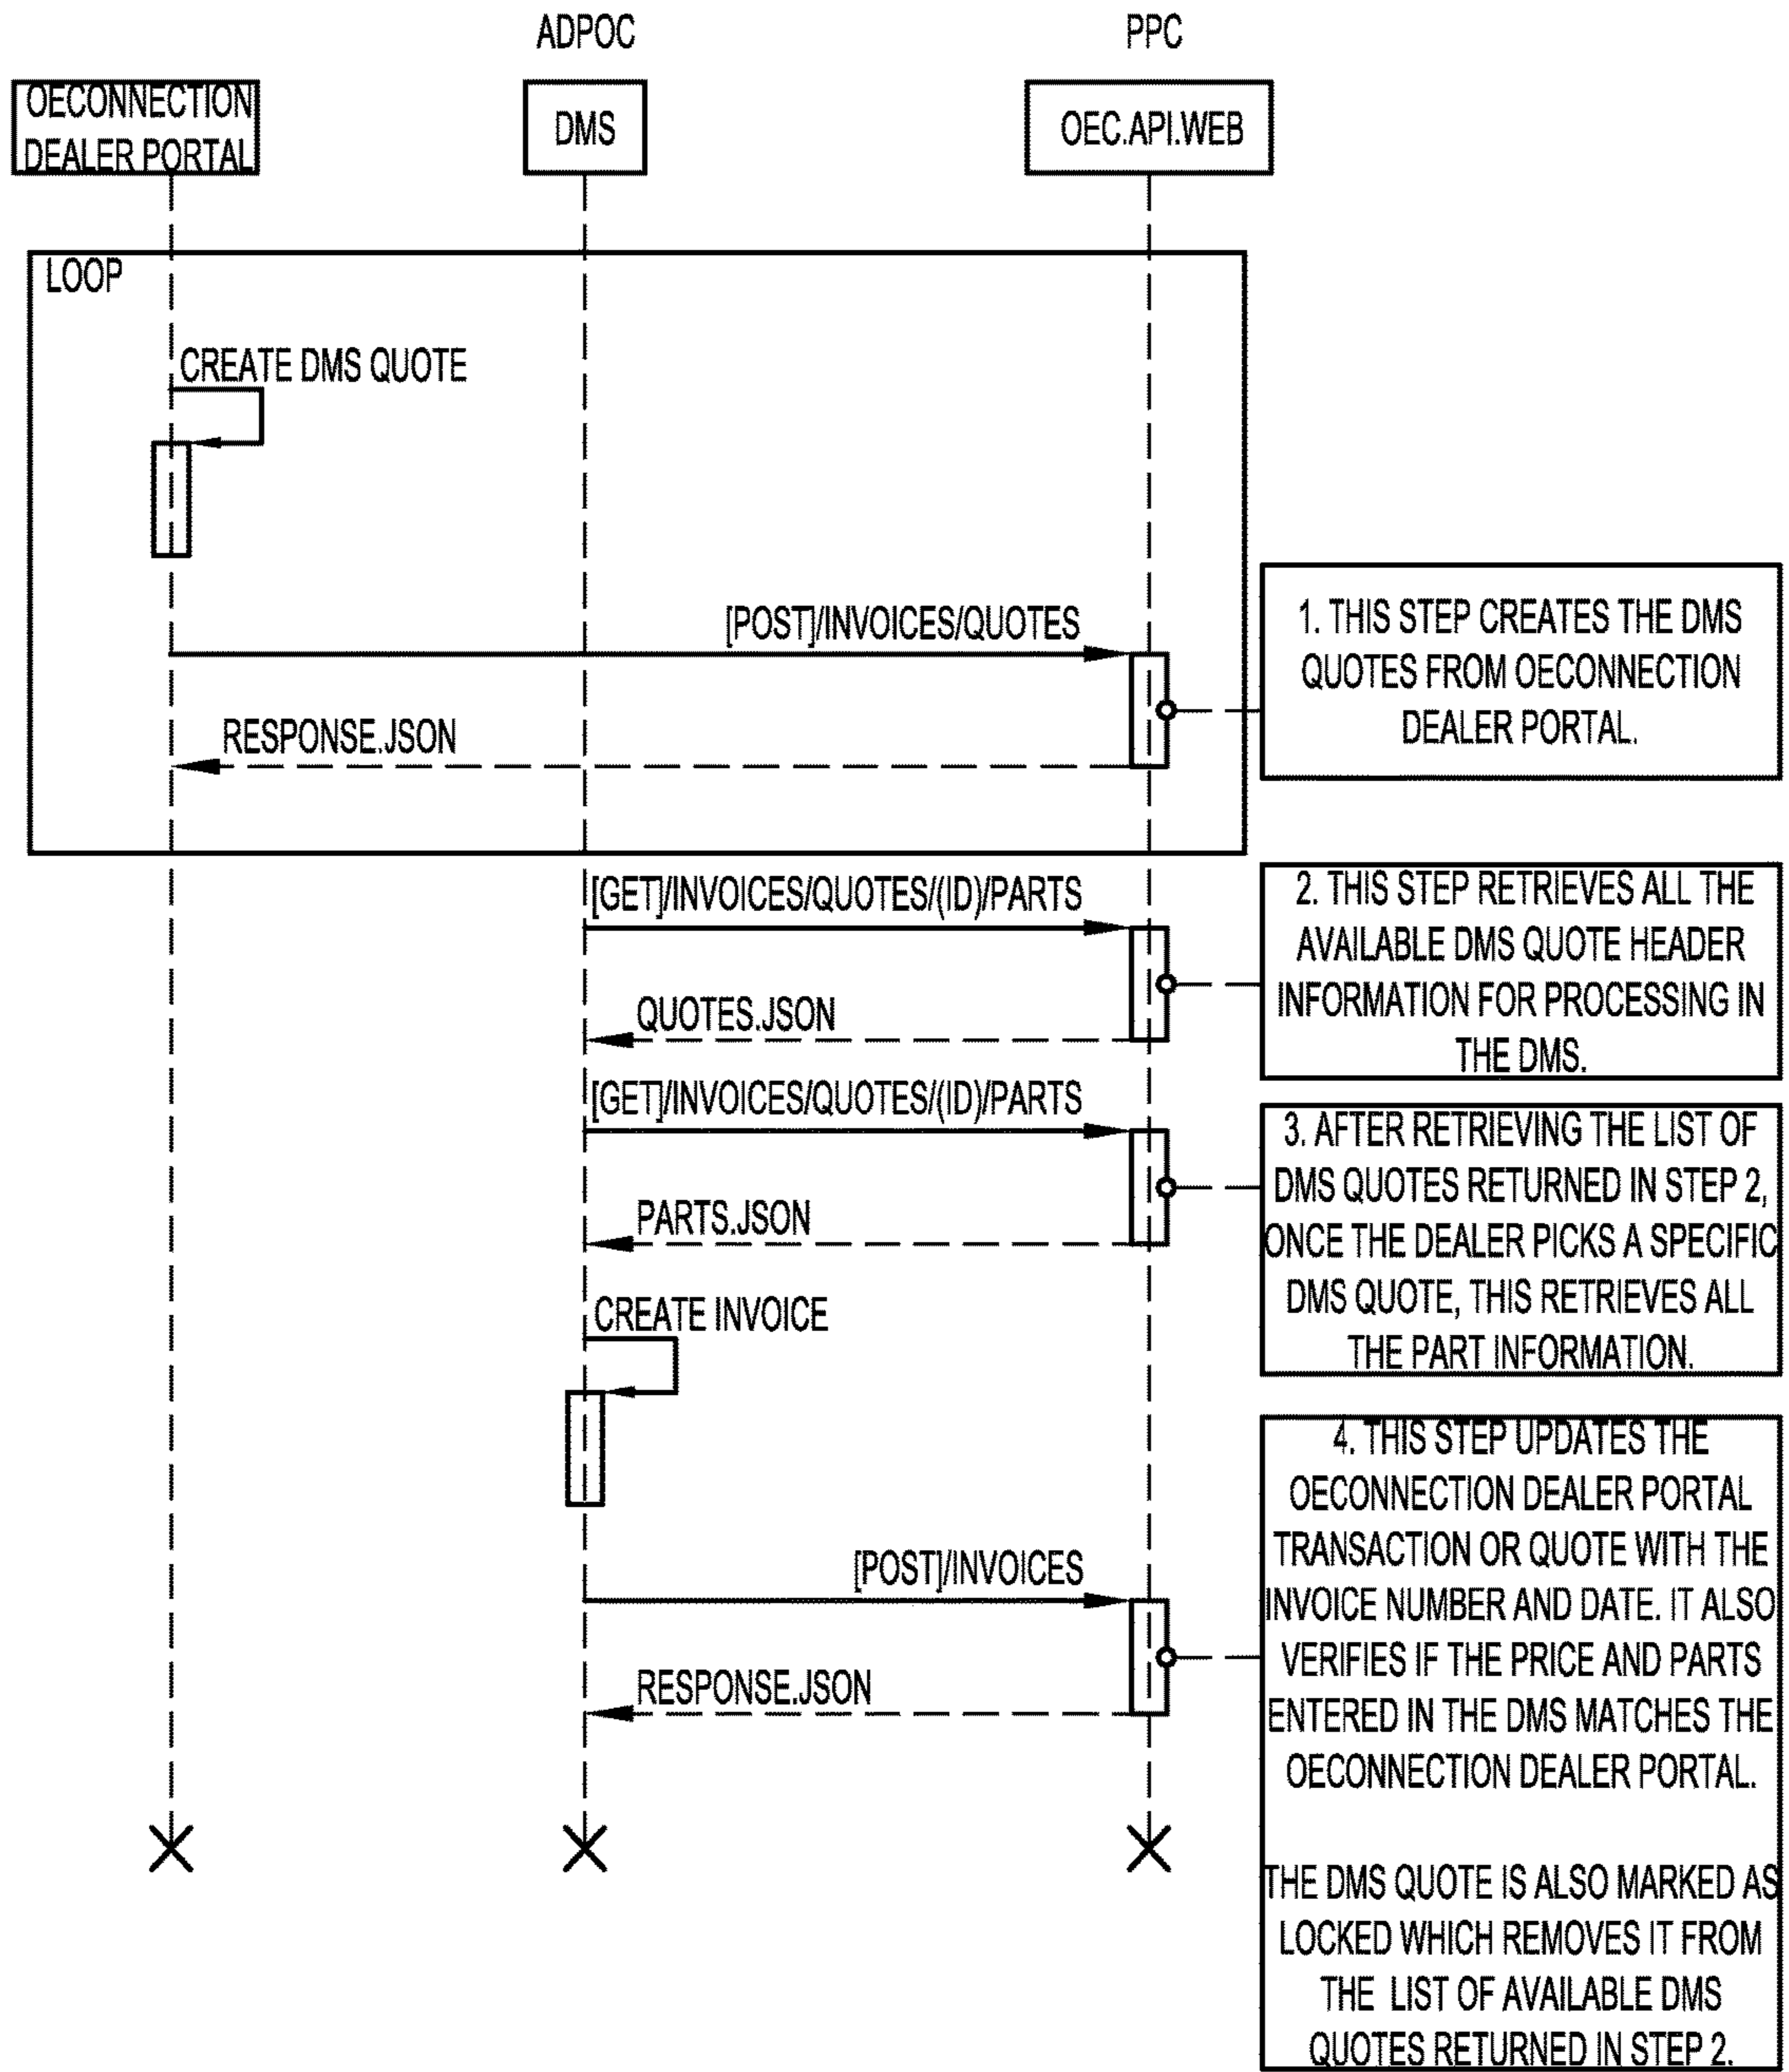 ADPOC
PPC
OECONNECTION
DEALER PORTAL
DMS
OEC.API.WEB
LOOP
CREATE DMS QUOTE
[POST]/INVOICES/QUOTES
RESPONSE.JSON
1. THIS STEP CREATES THE DMS
QUOTES FROM OECONNECTION
DEALER PORTAL.
[GET]/INVOICES/QUOTES/(ID)/PARTS
QUOTES.JSON
2. THIS STEP RETRIEVES ALL THE
AVAILABLE DMS QUOTE HEADER
INFORMATION FOR PROCESSING IN
THE DMS.
[GET]/INVOICES/QUOTES/(ID)/PARTS
PARTS.JSON
3. AFTER RETRIEVING THE LIST OF
DMS QUOTES RETURNED IN STEP 2,
ONCE THE DEALER PICKS A SPECIFIC
DMS QUOTE, THIS RETRIEVES ALL
THE PART INFORMATION.
CREATE INVOICE
[POST]/INVOICES
RESPONSE.JSON
4. THIS STEP UPDATES THE
OECONNECTION DEALER PORTAL
TRANSACTION OR QUOTE WITH THE
INVOICE NUMBER AND DATE. IT ALSO
VERIFIES IF THE PRICE AND PARTS
ENTERED IN THE DMS MATCHES THE
OECONNECTION DEALER PORTAL.
THE DMS QUOTE IS ALSO MARKED AS
LOCKED WHICH REMOVES IT FROM
THE LIST OF AVAILABLE DMS
QUOTES RETURNED IN STEP 2.